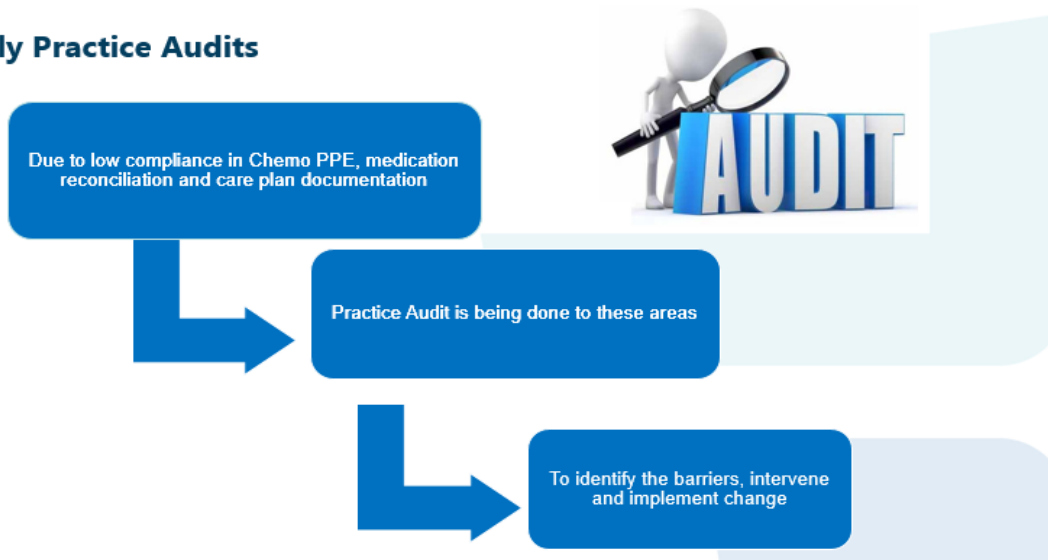 ly Practice Audits
AUDIT
Due to low compliance in Chemo PPE, medication
reconciliation and care plan documentation
Practice Audit is being done to these areas
To identify the barriers, intervene
and implement change